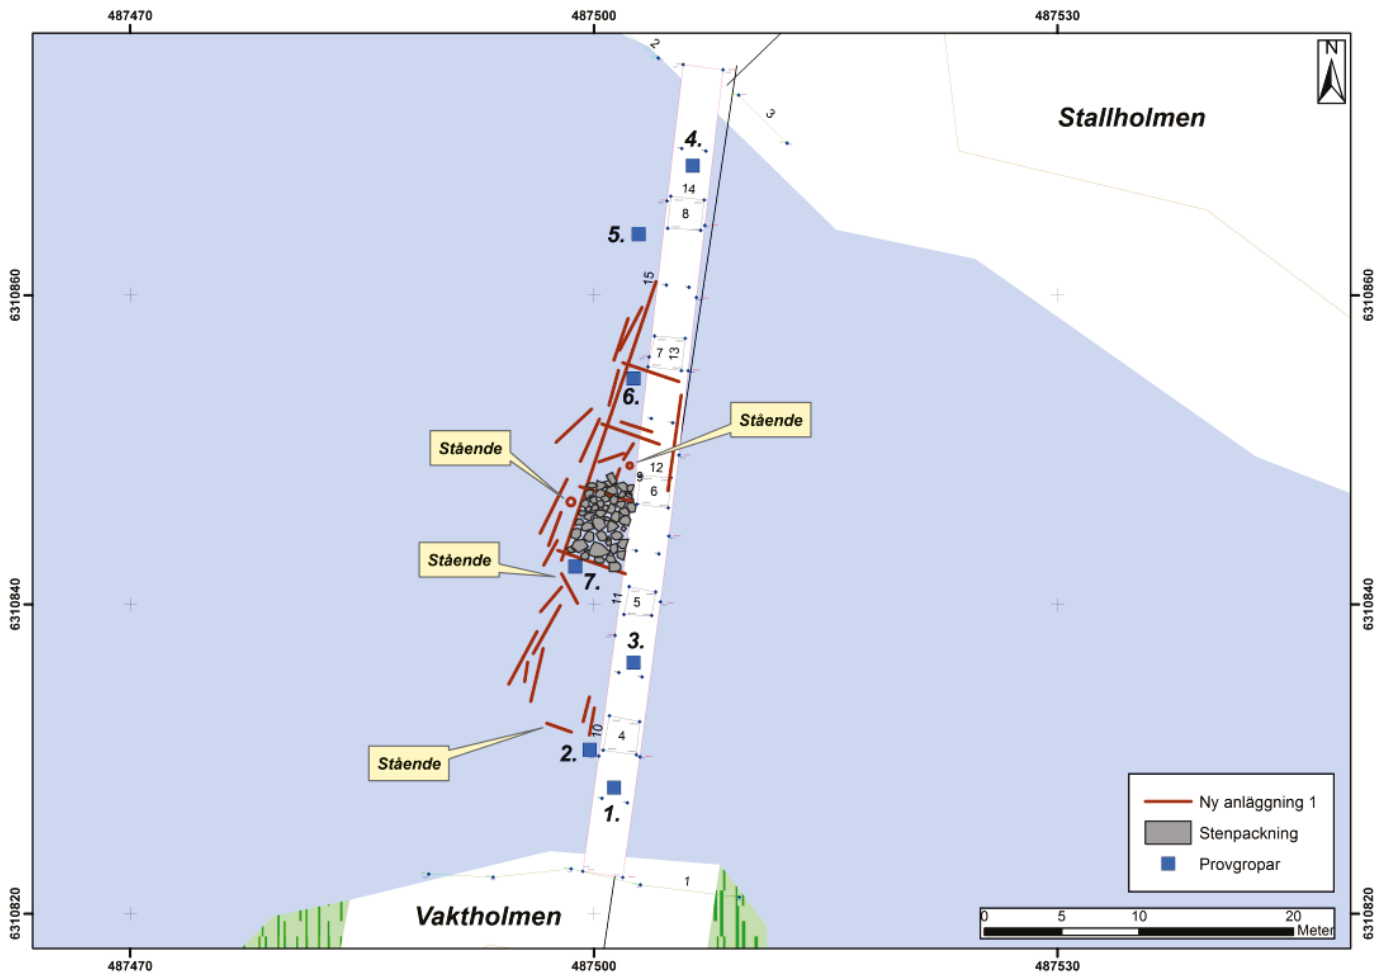 487470 487500 487530
N
2
Stallholmen
3
4.
14
8
5.
15
6310860 6310860
7 13
6.
Stående
Stående
12
9
6
Stående
7.
11
5
6310840 6310840
3.
10
4
2.
Stående
1.
Ny anläggning 1
Stenpackning
Provgropar
1
Vaktholmen
6310820 6310820
0 5 10 20
Meter
487470 487500 487530